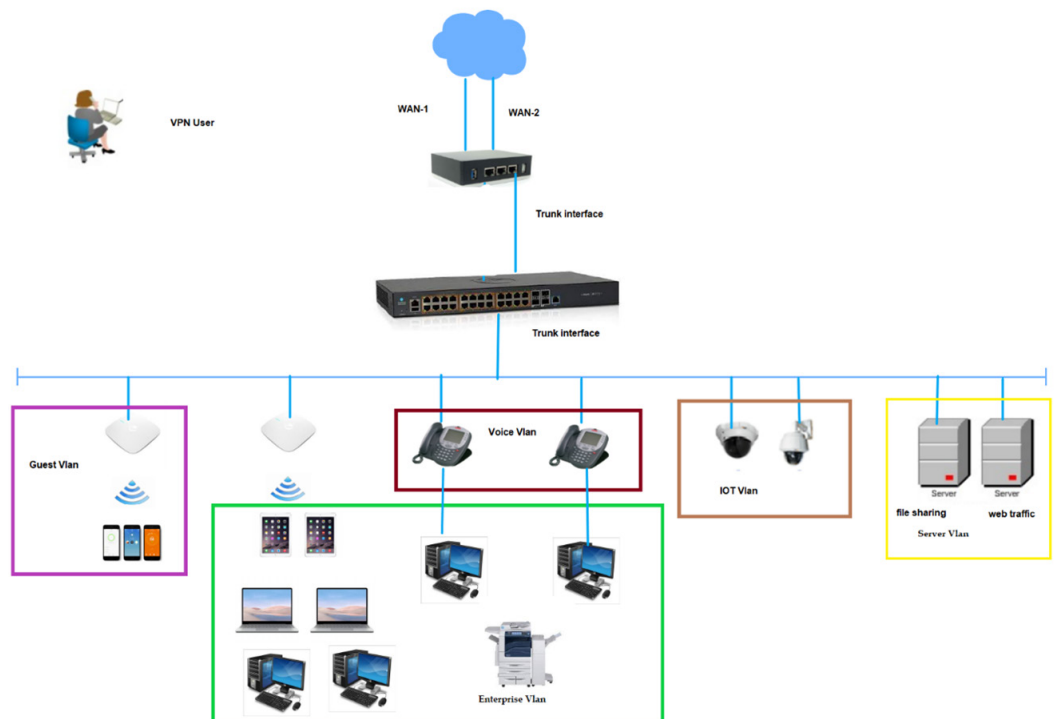 WAN-1
WAN-2
VPN User
Trunk interface
Trunk interface
Guest Vlan
Voice Vlan
IOT Vlan
Server
Server
file sharing
web traffic
Server Vlan
Enterprise Vlan